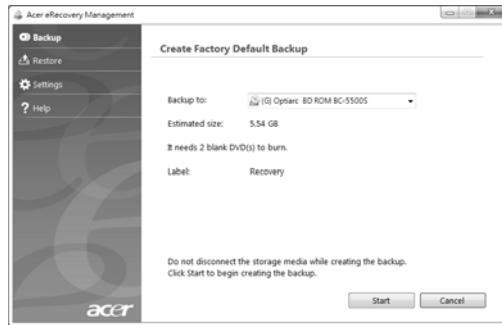 Acer eRecovery Management
Backup
Restore
Settings
Help
Create Factory Default Backup
Backup to: (G) Optiarc BD ROM BC-5500S
Estimated size: 5.54 GB
It needs 2 blank DVD(s) to burn.
Label: Recovery
Do not disconnect the storage media while creating the backup.
Click Start to begin creating the backup.
Start Cancel
acer